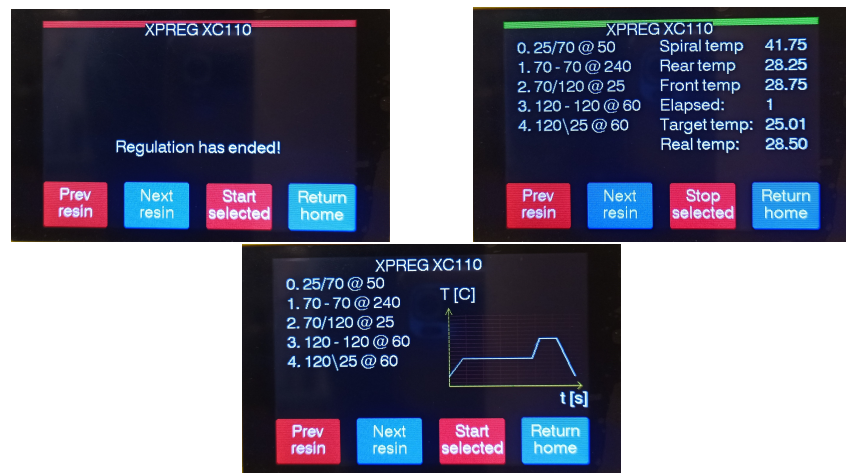 XPREG XC110
Regulation has ended!
Prev resin
Next resin
Start selected
Return home
XPREG XC110
0. 25/70 @ 50 Spiral temp 41.75
1. 70 - 70 @ 240 Rear temp 28.25
2. 70/120 @ 25 Front temp 28.75
3. 120 - 120 @ 60 Elapsed: 1
4. 120\25 @ 60 Target temp: 25.01
Real temp: 28.50
Prev resin
Next resin
Stop selected
Return home
XPREG XC110
0. 25/70 @ 50
1. 70 - 70 @ 240
2. 70/120 @ 25
3. 120 - 120 @ 60
4. 120\25 @ 60
T [C]
t [s]
Prev resin
Next resin
Start selected
Return home